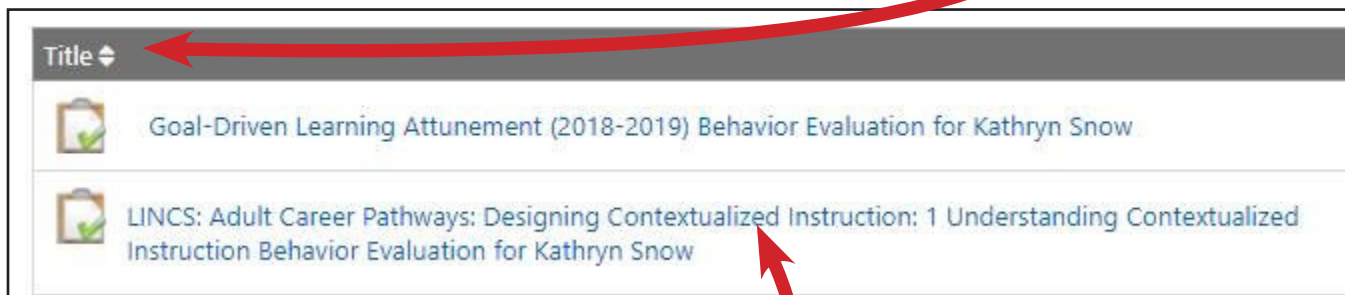 Title
Goal-Driven Learning Attunement (2018-2019) Behavior Evaluation for Kathryn Snow
LINCS: Adult Career Pathways: Designing Contextualized Instruction: 1 Understanding Contextualized
Instruction Behavior Evaluation for Kathryn Snow